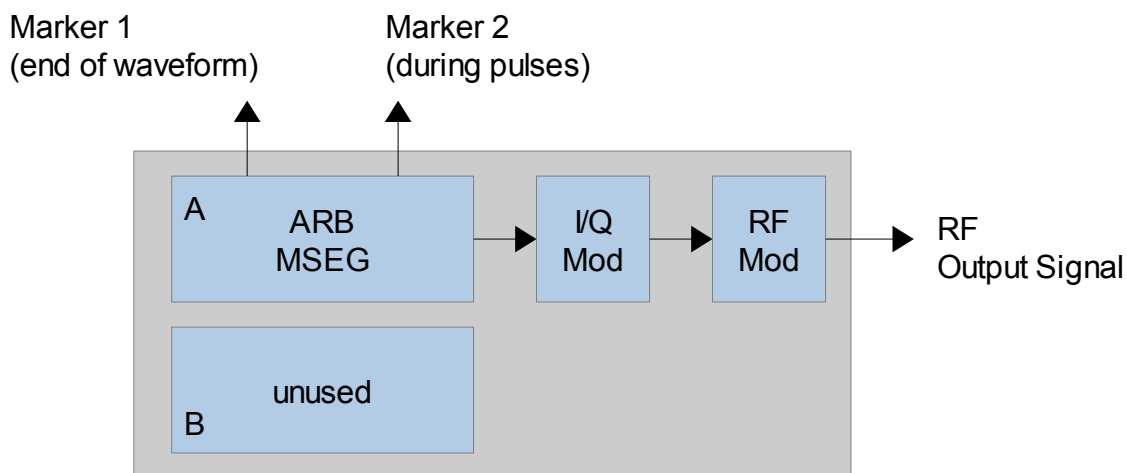 Marker 1
(end of waveform)
Marker 2
(during pulses)
A
ARB
MSEG
I/Q
Mod
RF
Mod
RF
Output Signal
unused
B